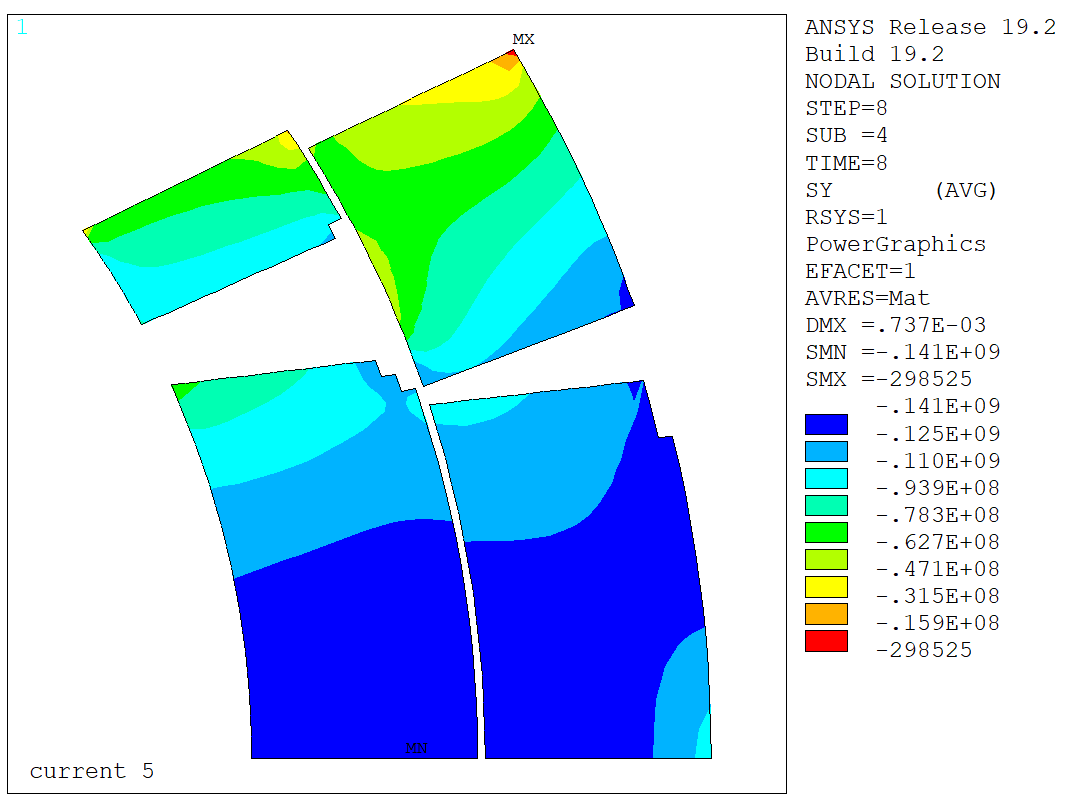 1
MX
MN
current 5
ANSYS Release 19.2
Build 19.2
NODAL SOLUTION
STEP=8
SUB =4
TIME=8
SY (AVG)
RSYS=1
PowerGraphics
EFACET=1
AVRES=Mat
DMX =.737E-03
SMN =-.141E+09
SMX =-298525
-.141E+09
-.125E+09
-.110E+09
-.939E+08
-.783E+08
-.627E+08
-.471E+08
-.315E+08
-.159E+08
-298525